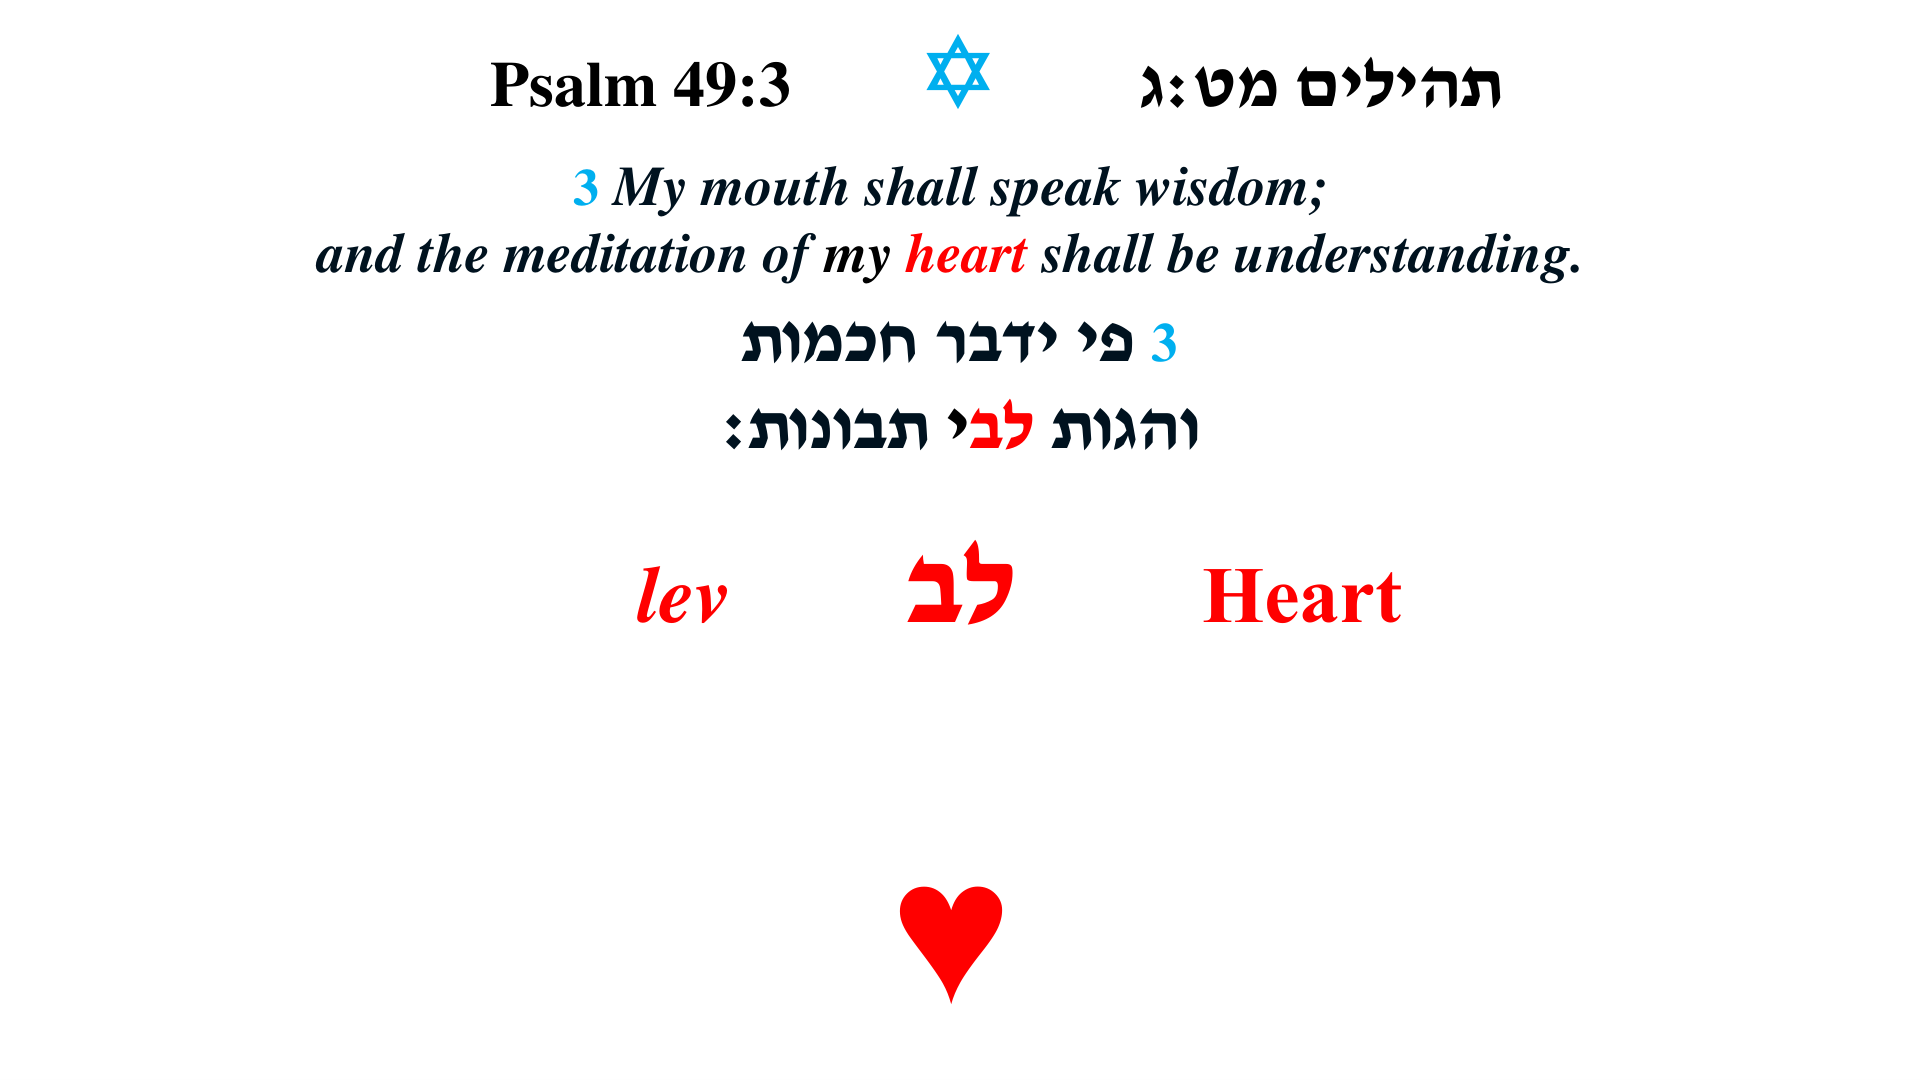 Psalm 49:3 ✡ תהילים מט:ג
3 My mouth shall speak wisdom;
and the meditation of my heart shall be understanding.
3 פי ידבר חכמות
והגות לבי תבונות:
lev לב Heart
♥